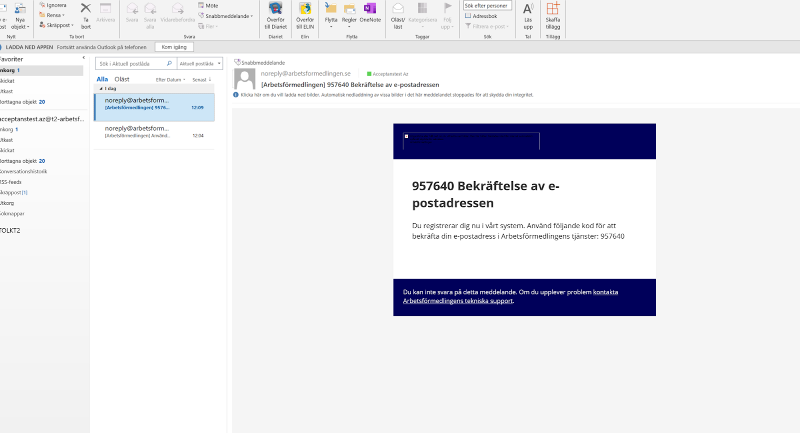 Nytt
Nya
objekt
Ignorera
Rensa
Skräppost
Ta
bort
Arkivera
Ta bort
Svara
Svara
alla
Vidarebefordra
Möte
Snabbmeddelande
Fler
Svara
Överför
till Dianet
Dianet
Överför
till ELIN
Elin
Flytta
Regler
OneNote
Flytta
Oläst/
läst
Kategorisera
Följ
upp
Taggar
Sök efter personer
Adressbok
Filtrera e-post
Sök
Läs
upp
Tal
Skaffa
tillägg
Tillägg
LADDA NED APPEN Fortsätt använda Outlook på telefonen Kom igång
Favoriter
Inkorg 1
Skickat
Utkast
Borttagna objekt 20
acceptanstest.az@t2-arbetsf...
Inkorg 1
Utkast
Skickat
Borttagna objekt 20
Konversationshistorik
RSS-feeds
Skräppost [1]
Utkorg
Sökmappar
TOLKT2
Sök i Aktuell postlåda Aktuell postlåda
Alla Oläst Efter Datum Senast
I dag
noreply@arbetsform...
[Arbetsförmedlingen] 9576... 12:09
noreply@arbetsform...
[Arbetsförmedlingen] Använd... 12:04
Snabbmeddelande
noreply@arbetsformedlingen.se Acceptanstest Az
[Arbetsförmedlingen] 957640 Bekräftelse av e-postadressen
Klicka här om du vill ladda ned bilder. Automatisk nedladdning av vissa bilder i det här meddelandet stoppades för att skydda din integritet.
957640 Bekräftelse av e-
postadressen
Du registrerar dig nu i vårt system. Använd följande kod för att
bekräfta din e-postadress i Arbetsförmedlingens tjänster: 957640
Du kan inte svara på detta meddelande. Om du upplever problem kontakta
Arbetsförmedlingens tekniska support.